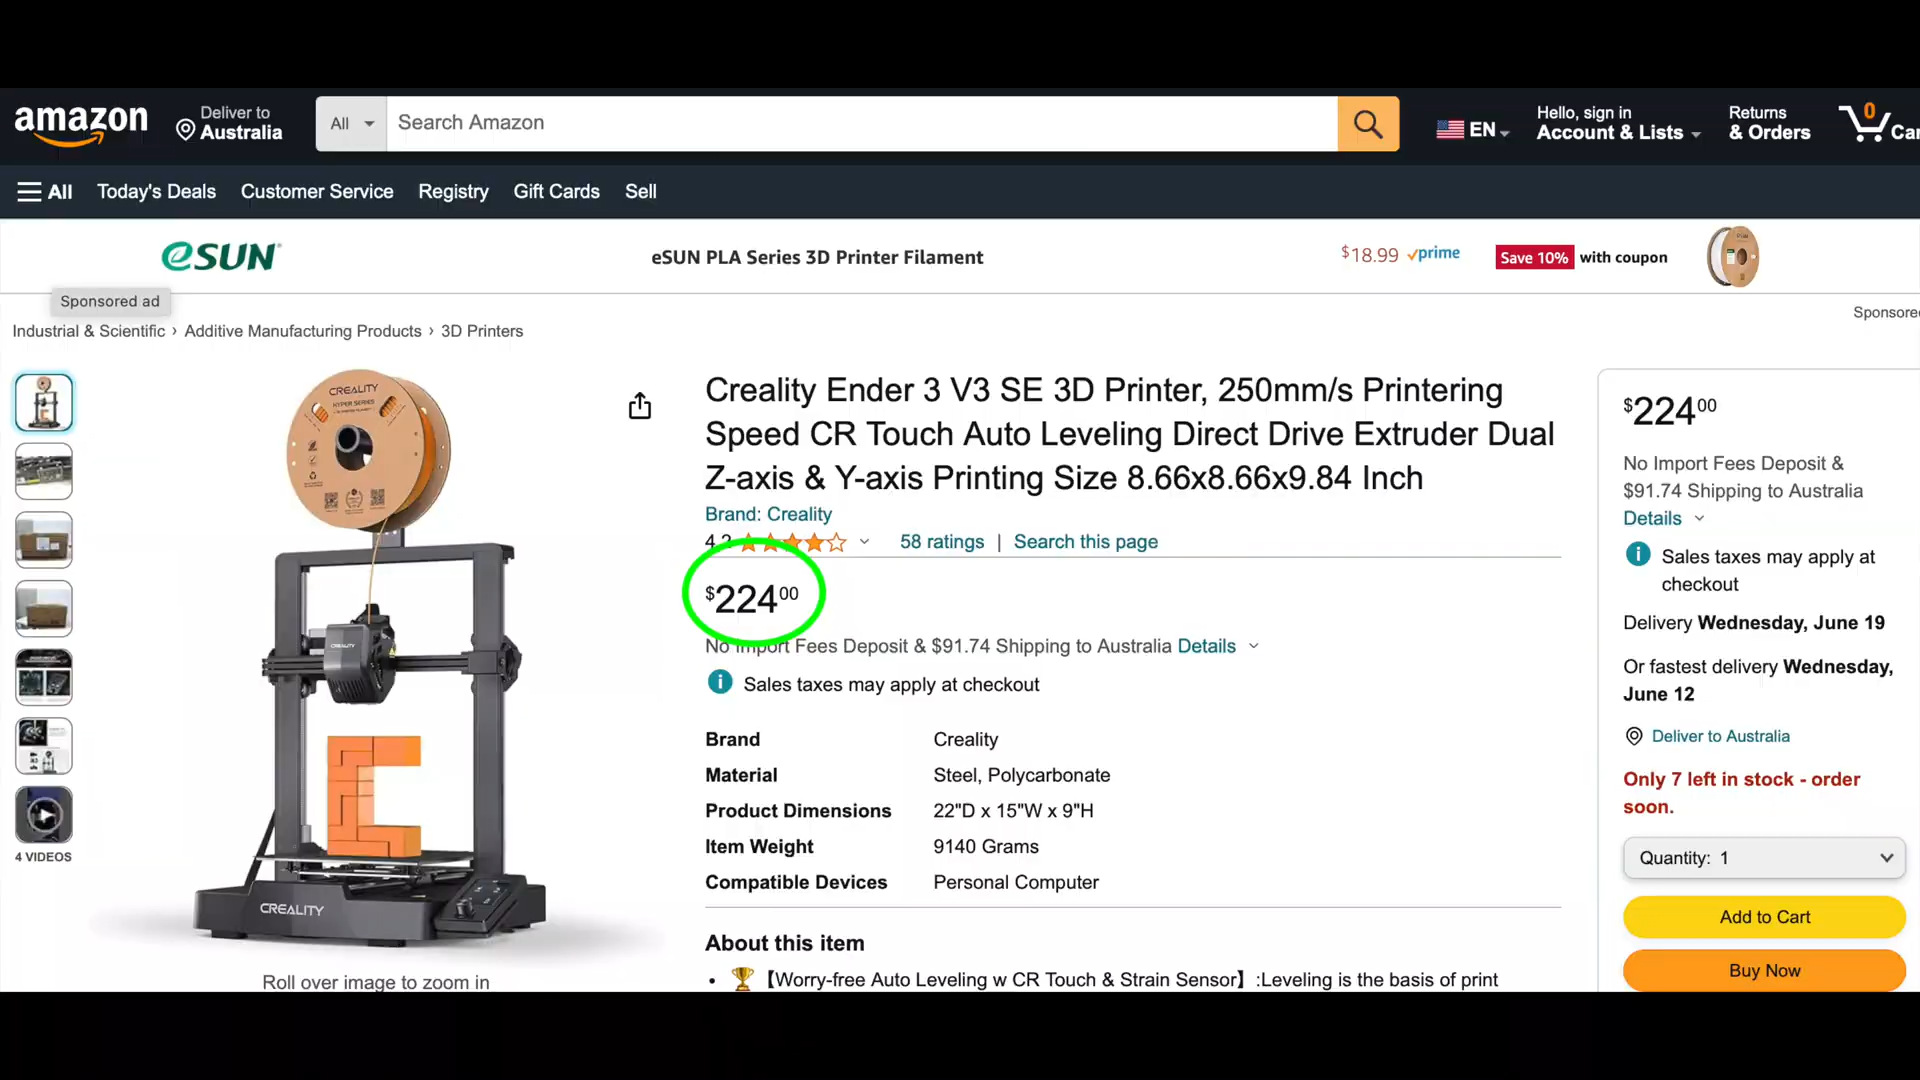 amazon
Deliver to
Australia
All
Search Amazon
EN
Hello, sign in
Account & Lists
Returns
& Orders
0
All
Today's Deals
Customer Service
Registry
Gift Cards
Sell
eSUN
eSUN PLA Series 3D Printer Filament
$18.99 prime
Save 10% with coupon
Sponsored ad
Industrial & Scientific › Additive Manufacturing Products › 3D Printers
CREALITY
HYPER SERIES
CREALITY
CREALITY
4 VIDEOS
Roll over image to zoom in
Creality Ender 3 V3 SE 3D Printer, 250mm/s Printering
Speed CR Touch Auto Leveling Direct Drive Extruder Dual
Z-axis & Y-axis Printing Size 8.66x8.66x9.84 Inch
Brand: Creality
4.2
58 ratings | Search this page
$224 00
No Import Fees Deposit & $91.74 Shipping to Australia Details
Sales taxes may apply at checkout
Brand Creality
Material Steel, Polycarbonate
Product Dimensions 22"D x 15"W x 9"H
Item Weight 9140 Grams
Compatible Devices Personal Computer
About this item
• 🏆【Worry-free Auto Leveling w CR Touch & Strain Sensor】:Leveling is the basis of print
$224 00
No Import Fees Deposit &
$91.74 Shipping to Australia
Details
Sales taxes may apply at
checkout
Delivery Wednesday, June 19
Or fastest delivery Wednesday,
June 12
Deliver to Australia
Only 7 left in stock - order
soon.
Quantity: 1
Add to Cart
Buy Now